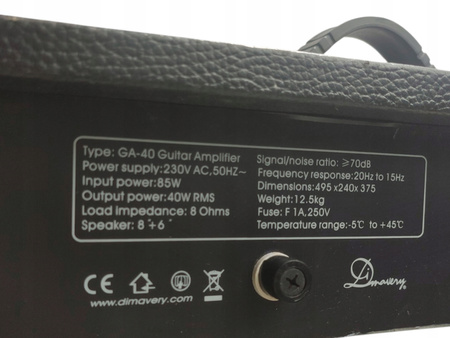 Type: GA-40 Guitar Amplifier
Power supply:230V AC,50HZ~
Input power:85W
Output power:40W RMS
Load Impedance: 8 Ohms
Speaker: 8"+6"
Signal/noise ratio: ≥70dB
Frequency response:20Hz to 15Hz
Dimensions:495 x240x 375
Weight:12.5kg
Fuse: F 1A,250V
Temperature range:-5℃ to +45℃
CE
www.dimavery.com
Dimavery